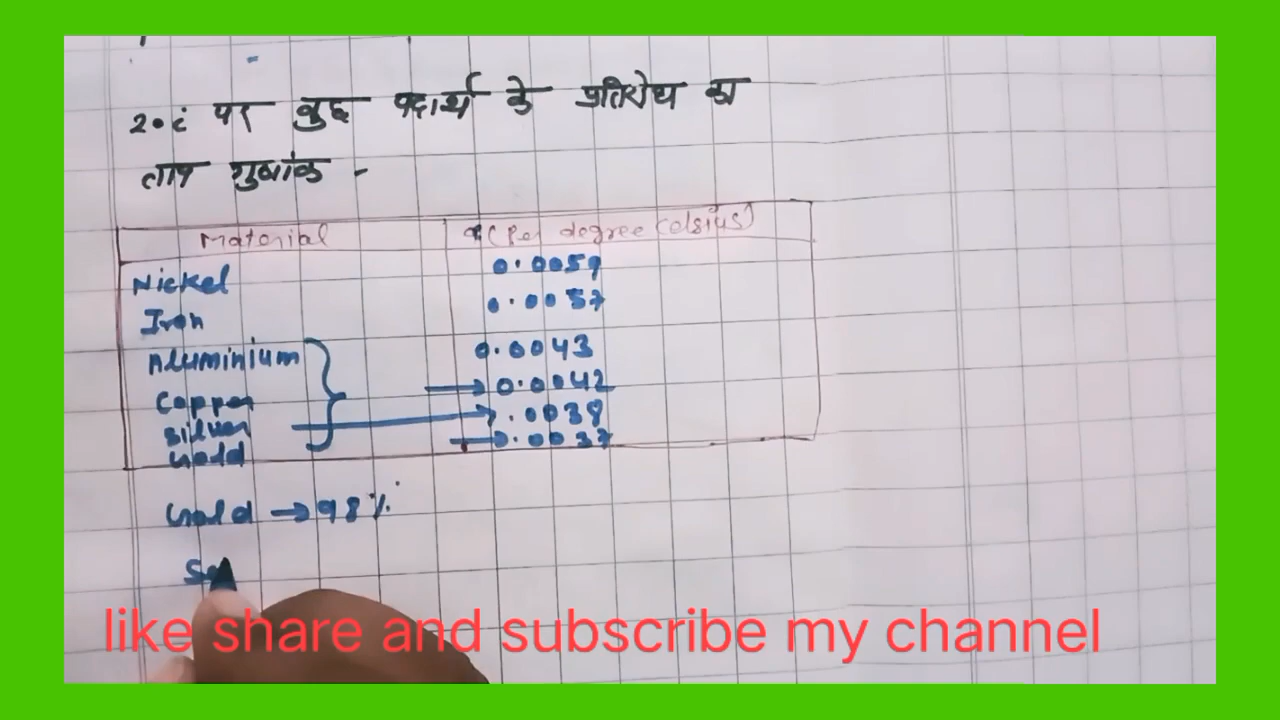 20°c पर कुछ पदार्थ के प्रतिरोध का
ताप गुणांक -
Material α(Per degree Celsius)
Nickel 0.0059
Iron 0.0057
Aluminium 0.0043
Copper → 0.0042
Silver → .0038
Gold → 0.0037
Gold → 98%
like share and subscribe my channel